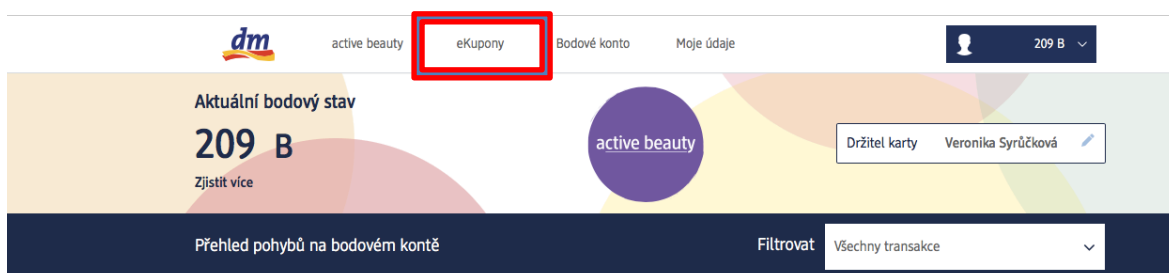 dm active beauty eKupony Bodové konto Moje údaje 209 B
Aktuální bodový stav
209 B
Zjistit více
active beauty
Držitel karty Veronika Syrůčková
Přehled pohybů na bodovém kontě Filtrovat Všechny transakce